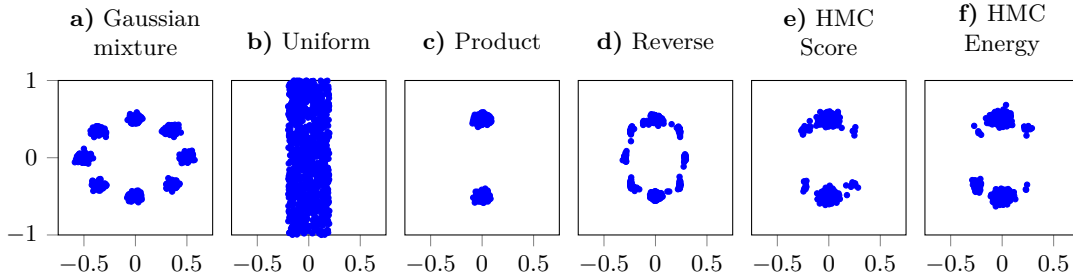 a) Gaussian
mixture
b) Uniform
c) Product
d) Reverse
e) HMC
Score
f) HMC
Energy
1
0
−1
−0.5 0 0.5
−0.5 0 0.5
−0.5 0 0.5
−0.5 0 0.5
−0.5 0 0.5
−0.5 0 0.5